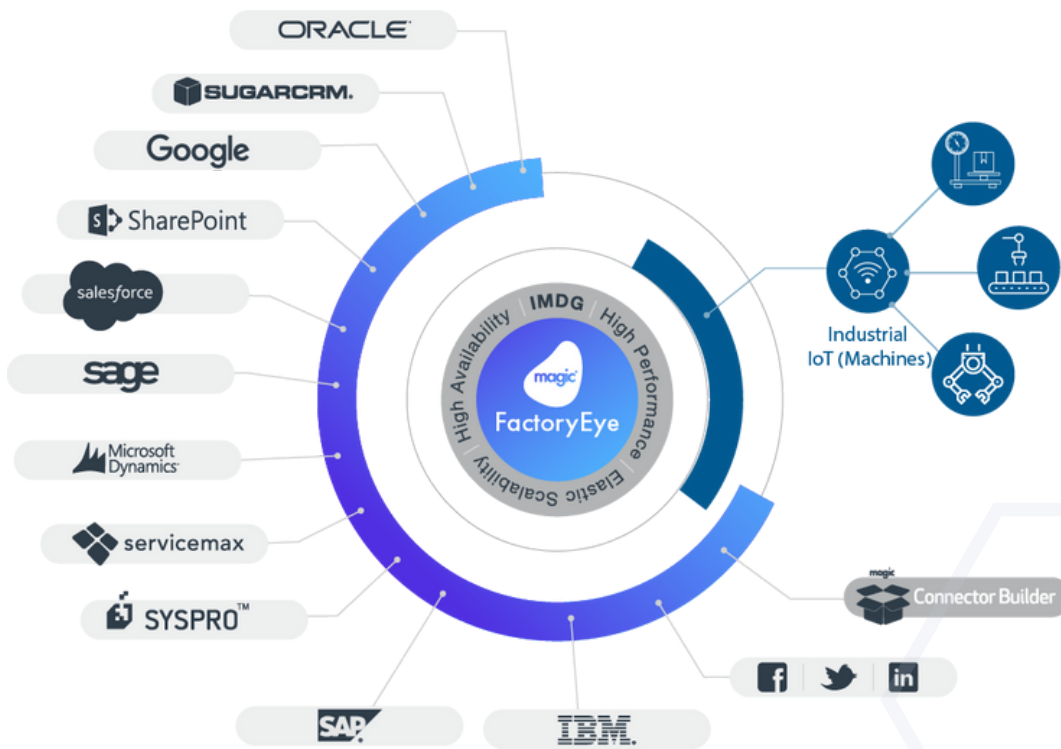 ORACLE
SUGARCRM.
Google
S SharePoint
salesforce
sage
Microsoft
Dynamics
servicemax
SYSPRO™
SAP
IBM.
f in
magic
Connector Builder
Industrial
IoT (Machines)
IMDG | High Performance | Elastic Scalability | High Availability
magic
FactoryEye